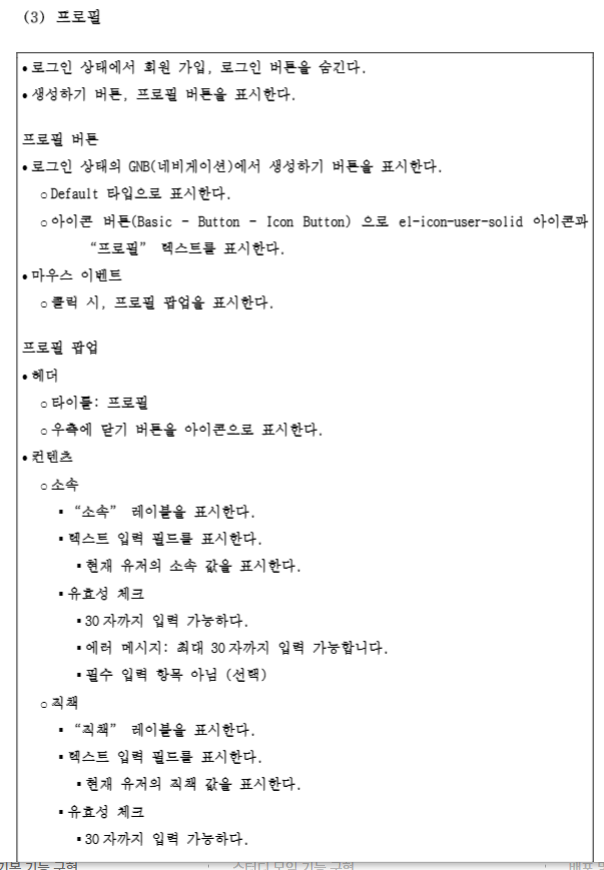 (3) 프로필
•로그인 상태에서 회원 가입, 로그인 버튼을 숨긴다.
•생성하기 버튼, 프로필 버튼을 표시한다.
프로필 버튼
•로그인 상태의 GNB(네비게이션)에서 생성하기 버튼을 표시한다.
○Default 타입으로 표시한다.
○아이콘 버튼(Basic - Button - Icon Button) 으로 el-icon-user-solid 아이콘과
“프로필” 텍스트를 표시한다.
•마우스 이벤트
○클릭 시, 프로필 팝업을 표시한다.
프로필 팝업
•헤더
○타이틀: 프로필
○우측에 닫기 버튼을 아이콘으로 표시한다.
•컨텐츠
○소속
▪“소속” 레이블을 표시한다.
▪텍스트 입력 필드를 표시한다.
▪현재 유저의 소속 값을 표시한다.
▪유효성 체크
▪30자까지 입력 가능하다.
▪에러 메시지: 최대 30자까지 입력 가능합니다.
▪필수 입력 항목 아님 (선택)
○직책
▪“직책” 레이블을 표시한다.
▪텍스트 입력 필드를 표시한다.
▪현재 유저의 직책 값을 표시한다.
▪유효성 체크
▪30자까지 입력 가능하다.